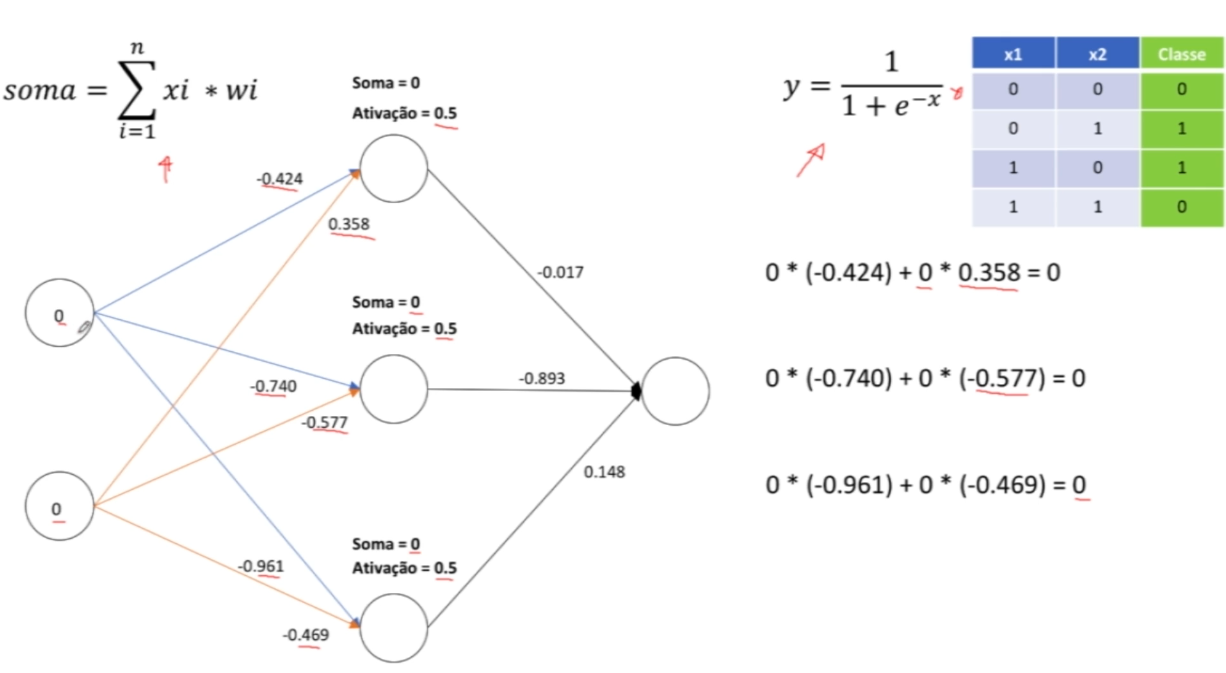 n
soma = ∑ xi * wi
i=1
Soma = 0
Ativação = 0.5
y = 1 / 1 + e^-x
x1 x2 Classe
0 0 0
0 1 1
1 0 1
1 1 0
-0.424
0.358
-0.017
0 * (-0.424) + 0 * 0.358 = 0
0
Soma = 0
Ativação = 0.5
-0.740
-0.577
-0.893
0 * (-0.740) + 0 * (-0.577) = 0
0.148
0 * (-0.961) + 0 * (-0.469) = 0
0
Soma = 0
Ativação = 0.5
-0.961
-0.469